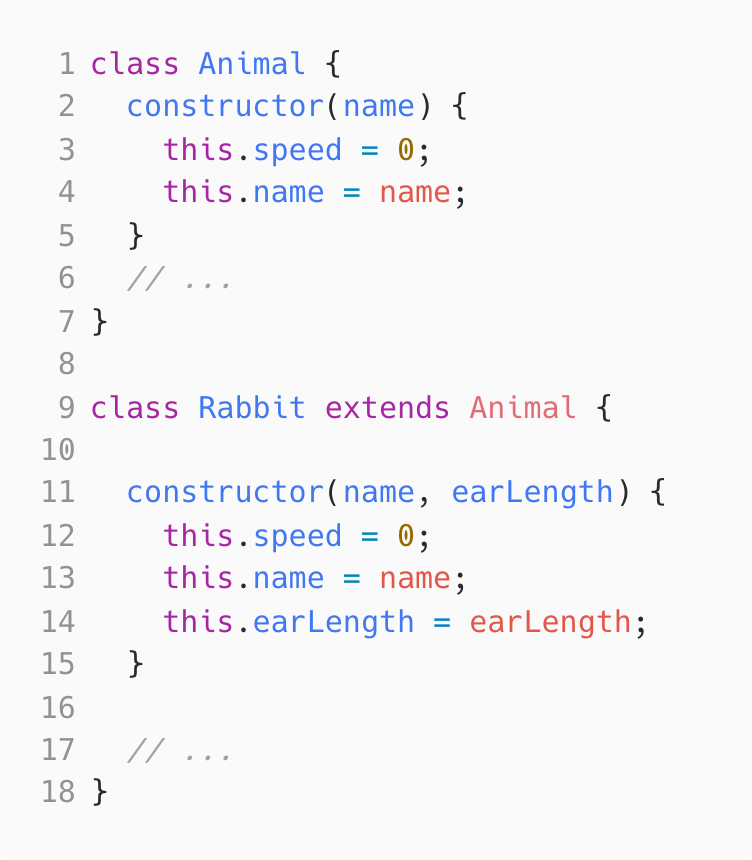 1 class Animal {
2   constructor(name) {
3     this.speed = 0;
4     this.name = name;
5   }
6   // ...
7 }
8
9 class Rabbit extends Animal {
10
11   constructor(name, earLength) {
12     this.speed = 0;
13     this.name = name;
14     this.earLength = earLength;
15   }
16
17   // ...
18 }